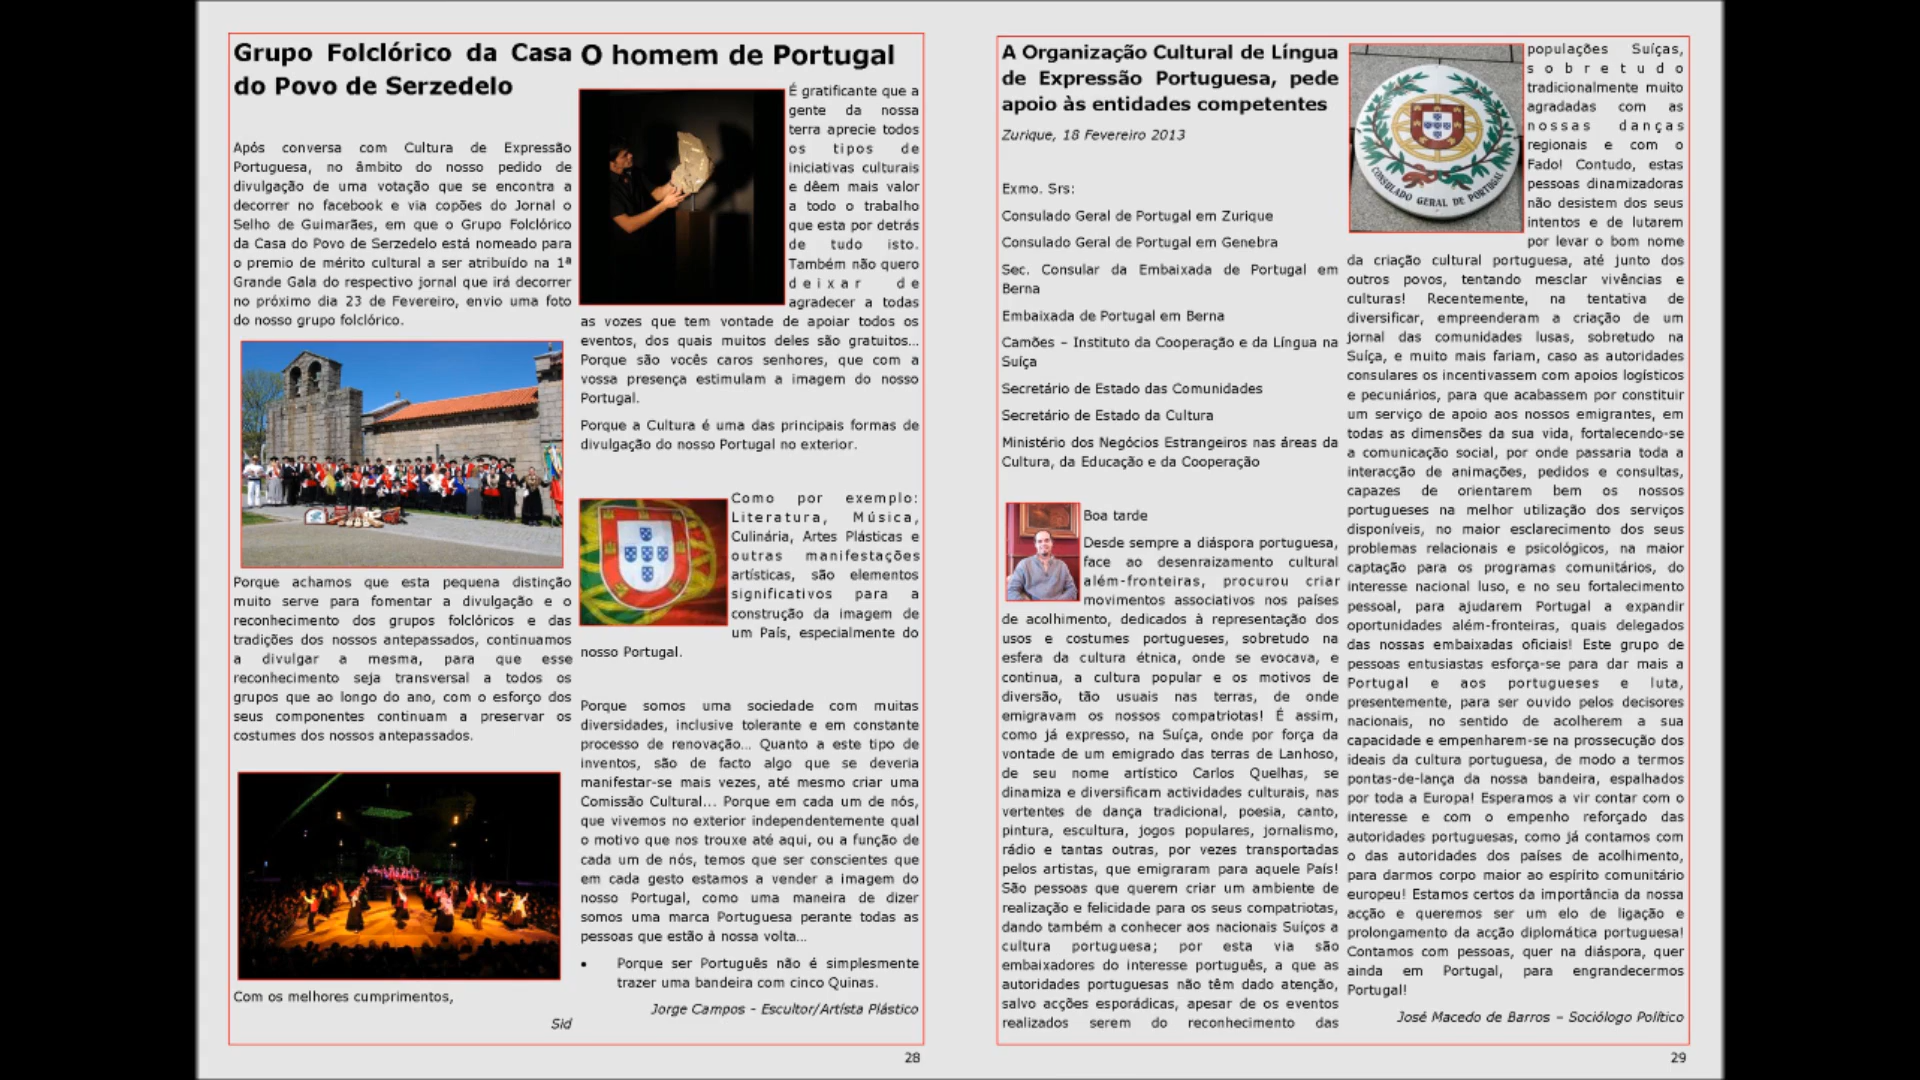 Grupo Folclórico da Casa
do Povo de Serzedelo
Após conversa com Cultura de Expressão
Portuguesa, no âmbito do nosso pedido de
divulgação de uma votação que se encontra a
decorrer no facebook e via copões do Jornal o
Selho de Guimarães, em que o Grupo Folclórico
da Casa do Povo de Serzedelo está nomeado para
o premio de mérito cultural a ser atribuído na 1ª
Grande Gala do respectivo jornal que irá decorrer
no próximo dia 23 de Fevereiro, envio uma foto
do nosso grupo folclórico.
Porque achamos que esta pequena distinção
muito serve para fomentar a divulgação e o
reconhecimento dos grupos folclóricos e das
tradições dos nossos antepassados, continuamos
a divulgar a mesma, para que esse
reconhecimento seja transversal a todos os
grupos que ao longo do ano, com o esforço dos
seus componentes continuam a preservar os
costumes dos nossos antepassados.
Com os melhores cumprimentos,
Sid
O homem de Portugal
É gratificante que a
gente da nossa
terra aprecie todos
os tipos de
iniciativas culturais
e dêem mais valor
a todo o trabalho
que esta por detrás
de tudo isto.
Também não quero
deixar de
agradecer a todas
as vozes que tem vontade de apoiar todos os
eventos, dos quais muitos deles são gratuitos...
Porque são vocês caros senhores, que com a
vossa presença estimulam a imagem do nosso
Portugal.
Porque a Cultura é uma das principais formas de
divulgação do nosso Portugal no exterior.
Como por exemplo:
Literatura, Música,
Culinária, Artes Plásticas e
outras manifestações
artísticas, são elementos
significativos para a
construção da imagem de
um País, especialmente do
nosso Portugal.
Porque somos uma sociedade com muitas
diversidades, inclusive tolerante e em constante
processo de renovação... Quanto a este tipo de
inventos, são de facto algo que se deveria
manifestar-se mais vezes, até mesmo criar uma
Comissão Cultural... Porque em cada um de nós,
que vivemos no exterior independentemente qual
o motivo que nos trouxe até aqui, ou a função de
cada um de nós, temos que ser conscientes que
em cada gesto estamos a vender a imagem do
nosso Portugal, como uma maneira de dizer
somos uma marca Portuguesa perante todas as
pessoas que estão à nossa volta...
• Porque ser Português não é simplesmente
trazer uma bandeira com cinco Quinas.
Jorge Campos - Escultor/Artísta Plástico
28
A Organização Cultural de Língua
de Expressão Portuguesa, pede
apoio às entidades competentes
Zurique, 18 Fevereiro 2013
Exmo. Srs:
Consulado Geral de Portugal em Zurique
Consulado Geral de Portugal em Genebra
Sec. Consular da Embaixada de Portugal em
Berna
Embaixada de Portugal em Berna
Camões – Instituto da Cooperação e da Língua na
Suíça
Secretário de Estado das Comunidades
Secretário de Estado da Cultura
Ministério dos Negócios Estrangeiros nas áreas da
Cultura, da Educação e da Cooperação
Boa tarde
Desde sempre a diáspora portuguesa,
face ao desenraizamento cultural
além-fronteiras, procurou criar
movimentos associativos nos países
de acolhimento, dedicados à representação dos
usos e costumes portugueses, sobretudo na
esfera da cultura étnica, onde se evocava, e
continua, a cultura popular e os motivos de
diversão, tão usuais nas terras, de onde
emigravam os nossos compatriotas! É assim,
como já expresso, na Suíça, onde por força da
vontade de um emigrado das terras de Lanhoso,
de seu nome artístico Carlos Quelhas, se
dinamiza e diversificam actividades culturais, nas
vertentes de dança tradicional, poesia, canto,
pintura, escultura, jogos populares, jornalismo,
rádio e tantas outras, por vezes transportadas
pelos artistas, que emigraram para aquele País!
São pessoas que querem criar um ambiente de
realização e felicidade para os seus compatriotas,
dando também a conhecer aos nacionais Suíços a
cultura portuguesa; por esta via são
embaixadores do interesse português, a que as
autoridades portuguesas não têm dado atenção,
salvo acções esporádicas, apesar de os eventos
realizados serem do reconhecimento das
CONSULADO GERAL DE PORTUGAL
populações Suíças,
sobretudo
tradicionalmente muito
agradadas com as
nossas danças
regionais e com o
Fado! Contudo, estas
pessoas dinamizadoras
não desistem dos seus
intentos e de lutarem
por levar o bom nome
da criação cultural portuguesa, até junto dos
outros povos, tentando mesclar vivências e
culturas! Recentemente, na tentativa de
diversificar, empreenderam a criação de um
jornal das comunidades lusas, sobretudo na
Suíça, e muito mais fariam, caso as autoridades
consulares os incentivassem com apoios logísticos
e pecuniários, para que acabassem por constituir
um serviço de apoio aos nossos emigrantes, em
todas as dimensões da sua vida, fortalecendo-se
a comunicação social, por onde passaria toda a
interacção de animações, pedidos e consultas,
capazes de orientarem bem os nossos
portugueses na melhor utilização dos serviços
disponíveis, no maior esclarecimento dos seus
problemas relacionais e psicológicos, na maior
captação para os programas comunitários, do
interesse nacional luso, e no seu fortalecimento
pessoal, para ajudarem Portugal a expandir
oportunidades além-fronteiras, quais delegados
das nossas embaixadas oficiais! Este grupo de
pessoas entusiastas esforça-se para dar mais a
Portugal e aos portugueses e luta,
presentemente, para ser ouvido pelos decisores
nacionais, no sentido de acolherem a sua
capacidade e empenharem-se na prossecução dos
ideais da cultura portuguesa, de modo a termos
pontas-de-lança da nossa bandeira, espalhados
por toda a Europa! Esperamos a vir contar com o
interesse e com o empenho reforçado das
autoridades portuguesas, como já contamos com
o das autoridades dos países de acolhimento,
para darmos corpo maior ao espírito comunitário
europeu! Estamos certos da importância da nossa
acção e queremos ser um elo de ligação e
prolongamento da acção diplomática portuguesa!
Contamos com pessoas, quer na diáspora, quer
ainda em Portugal, para engrandecermos
Portugal!
José Macedo de Barros – Sociólogo Político
29